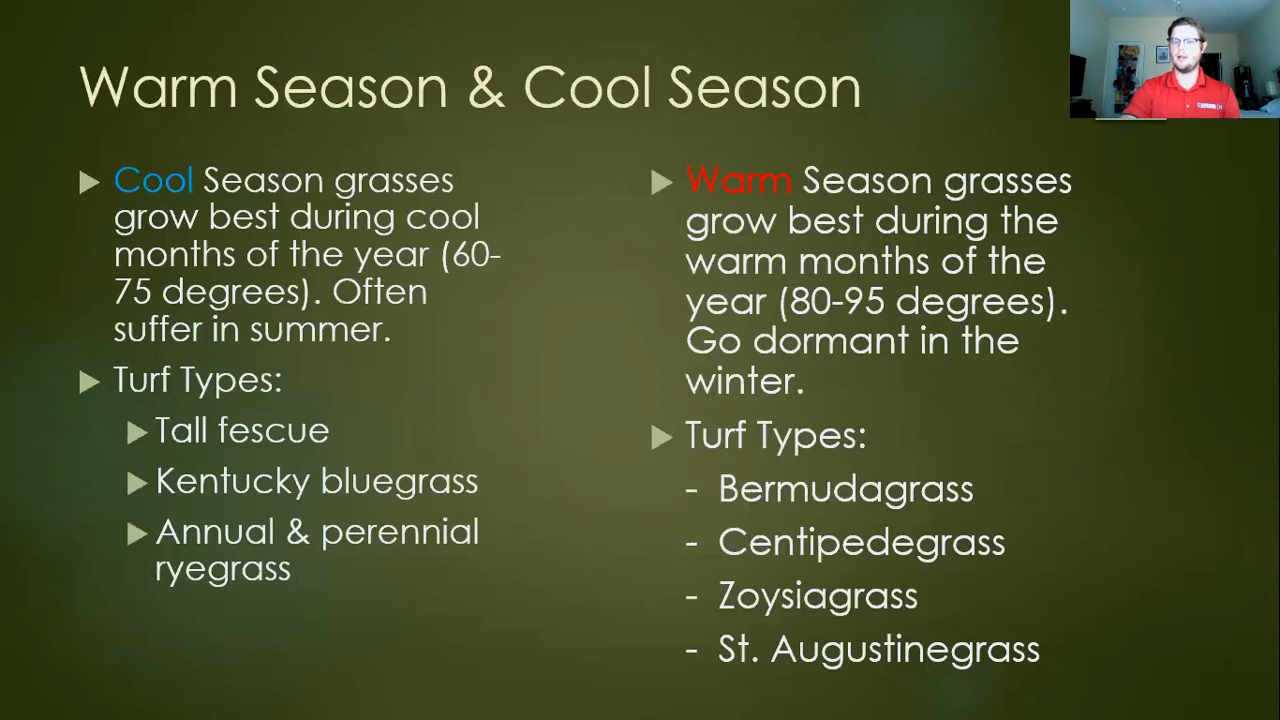 Warm Season & Cool Season
Cool Season grasses
grow best during cool
months of the year (60-
75 degrees). Often
suffer in summer.
Turf Types:
Tall fescue
Kentucky bluegrass
Annual & perennial
ryegrass
Warm Season grasses
grow best during the
warm months of the
year (80-95 degrees).
Go dormant in the
winter.
Turf Types:
- Bermudagrass
- Centipedegrass
- Zoysiagrass
- St. Augustinegrass